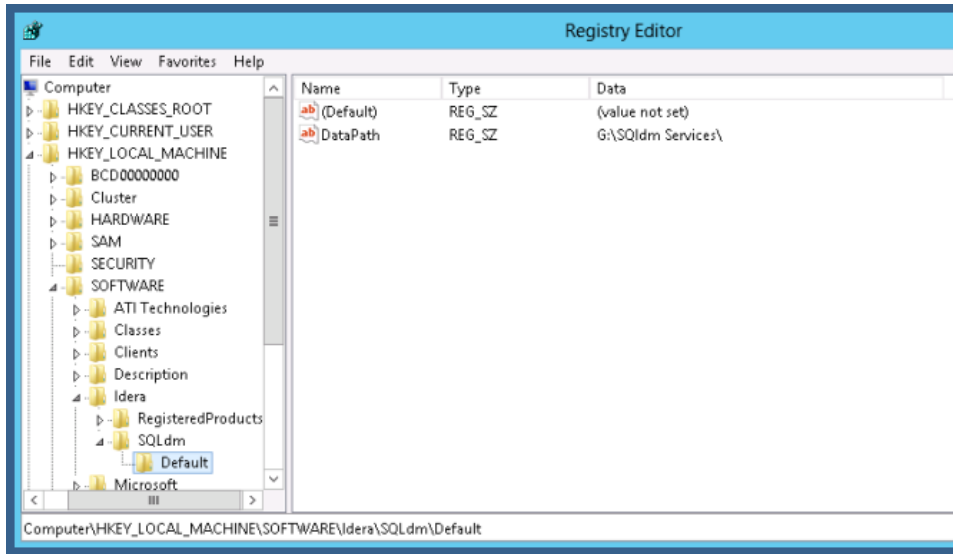 Registry Editor
File Edit View Favorites Help
Computer
HKEY_CLASSES_ROOT
HKEY_CURRENT_USER
HKEY_LOCAL_MACHINE
BCD00000000
Cluster
HARDWARE
SAM
SECURITY
SOFTWARE
ATI Technologies
Classes
Clients
Description
Idera
RegisteredProducts
SQLdm
Default
Microsoft
Name Type Data
ab (Default) REG_SZ (value not set)
ab DataPath REG_SZ G:\SQldm Services\
Computer\HKEY_LOCAL_MACHINE\SOFTWARE\Idera\SQLdm\Default